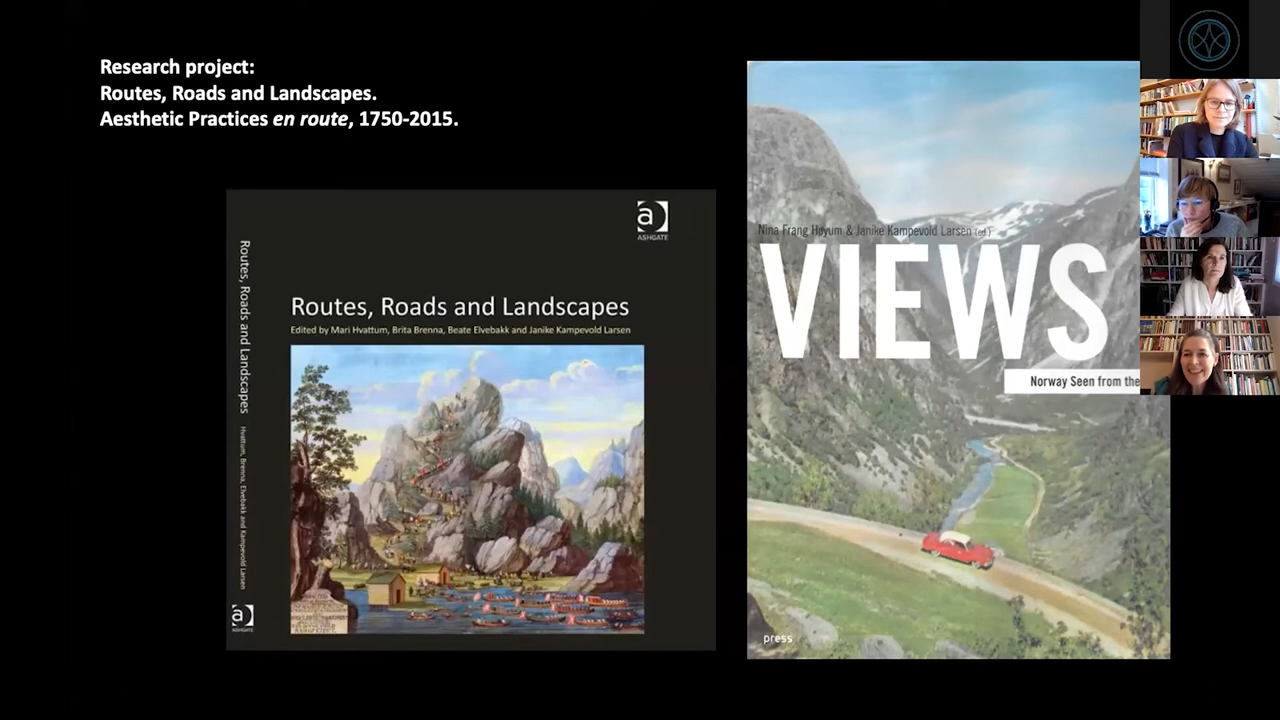 Research project:
Routes, Roads and Landscapes.
Aesthetic Practices en route, 1750-2015.
a
ASHGATE
Routes, Roads and Landscapes
Edited by Mari Hvattum, Brita Brenna, Beate Elvebakk and Janike Kampevold Larsen
Routes, Roads and Landscapes
Hvattum, Brenna, Elvebakk and Kampevold Larsen
a
ASHGATE
Nina Frang Høyum & Janike Kampevold Larsen (ed.)
VIEWS
Norway Seen from the
press